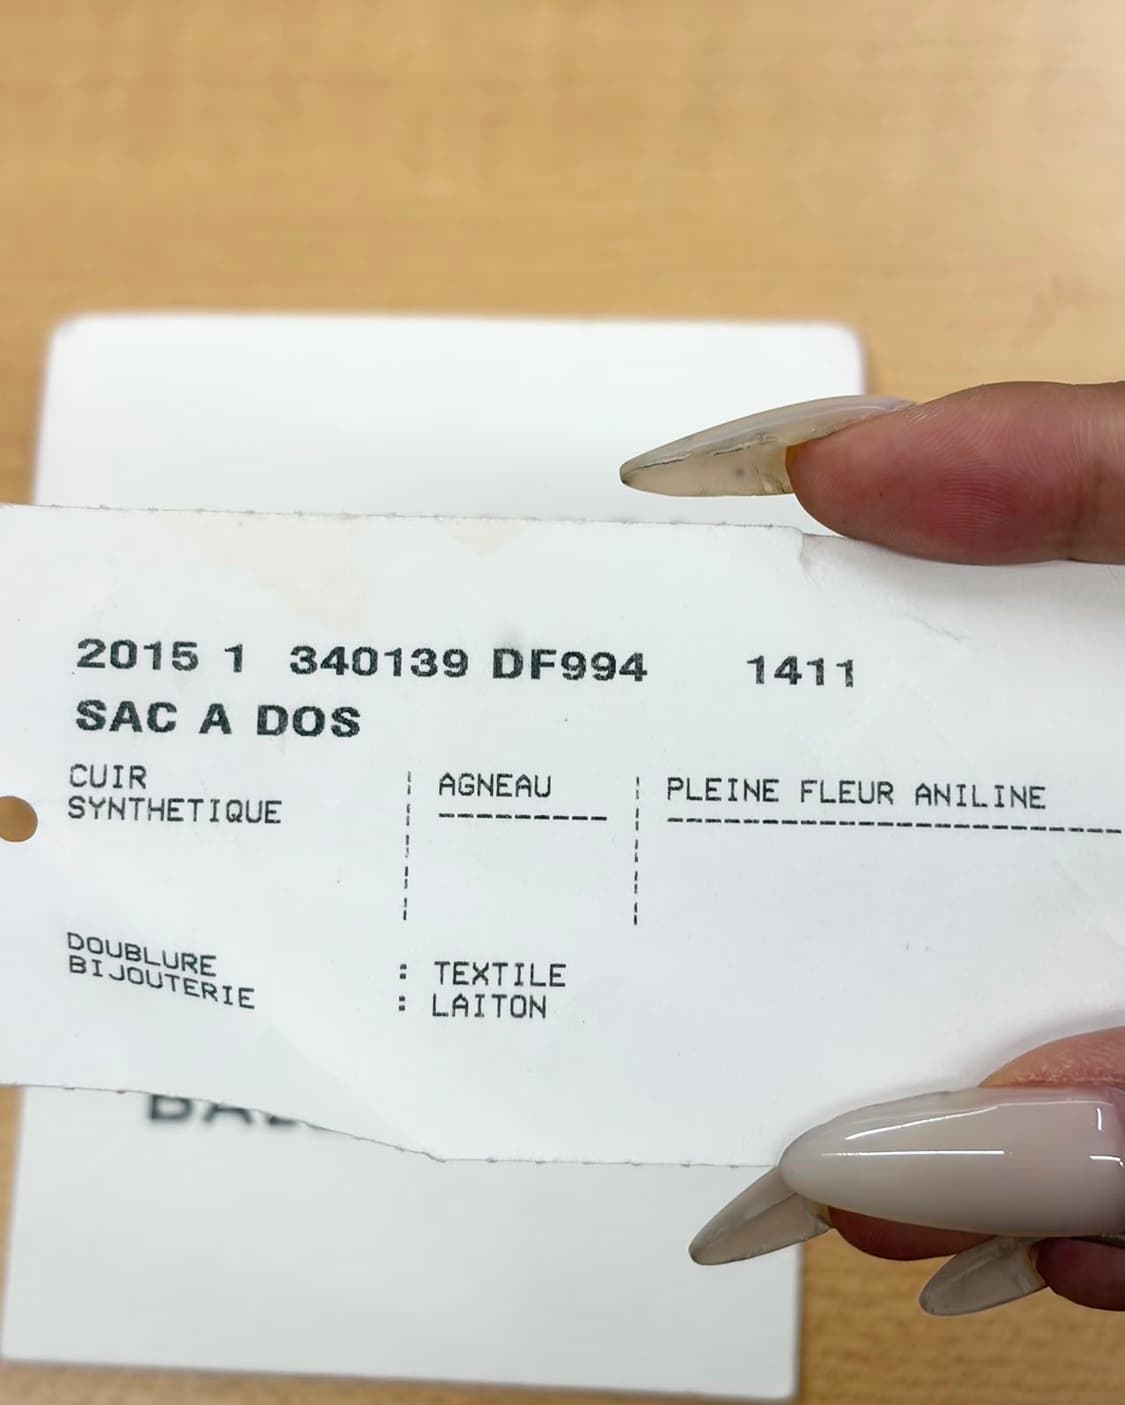 2015 1 340139 DF994 1411
SAC A DOS
CUIR AGNEAU PLEINE FLEUR ANILINE
SYNTHETIQUE
DOUBLURE : TEXTILE
BIJOUTERIE : LAITON